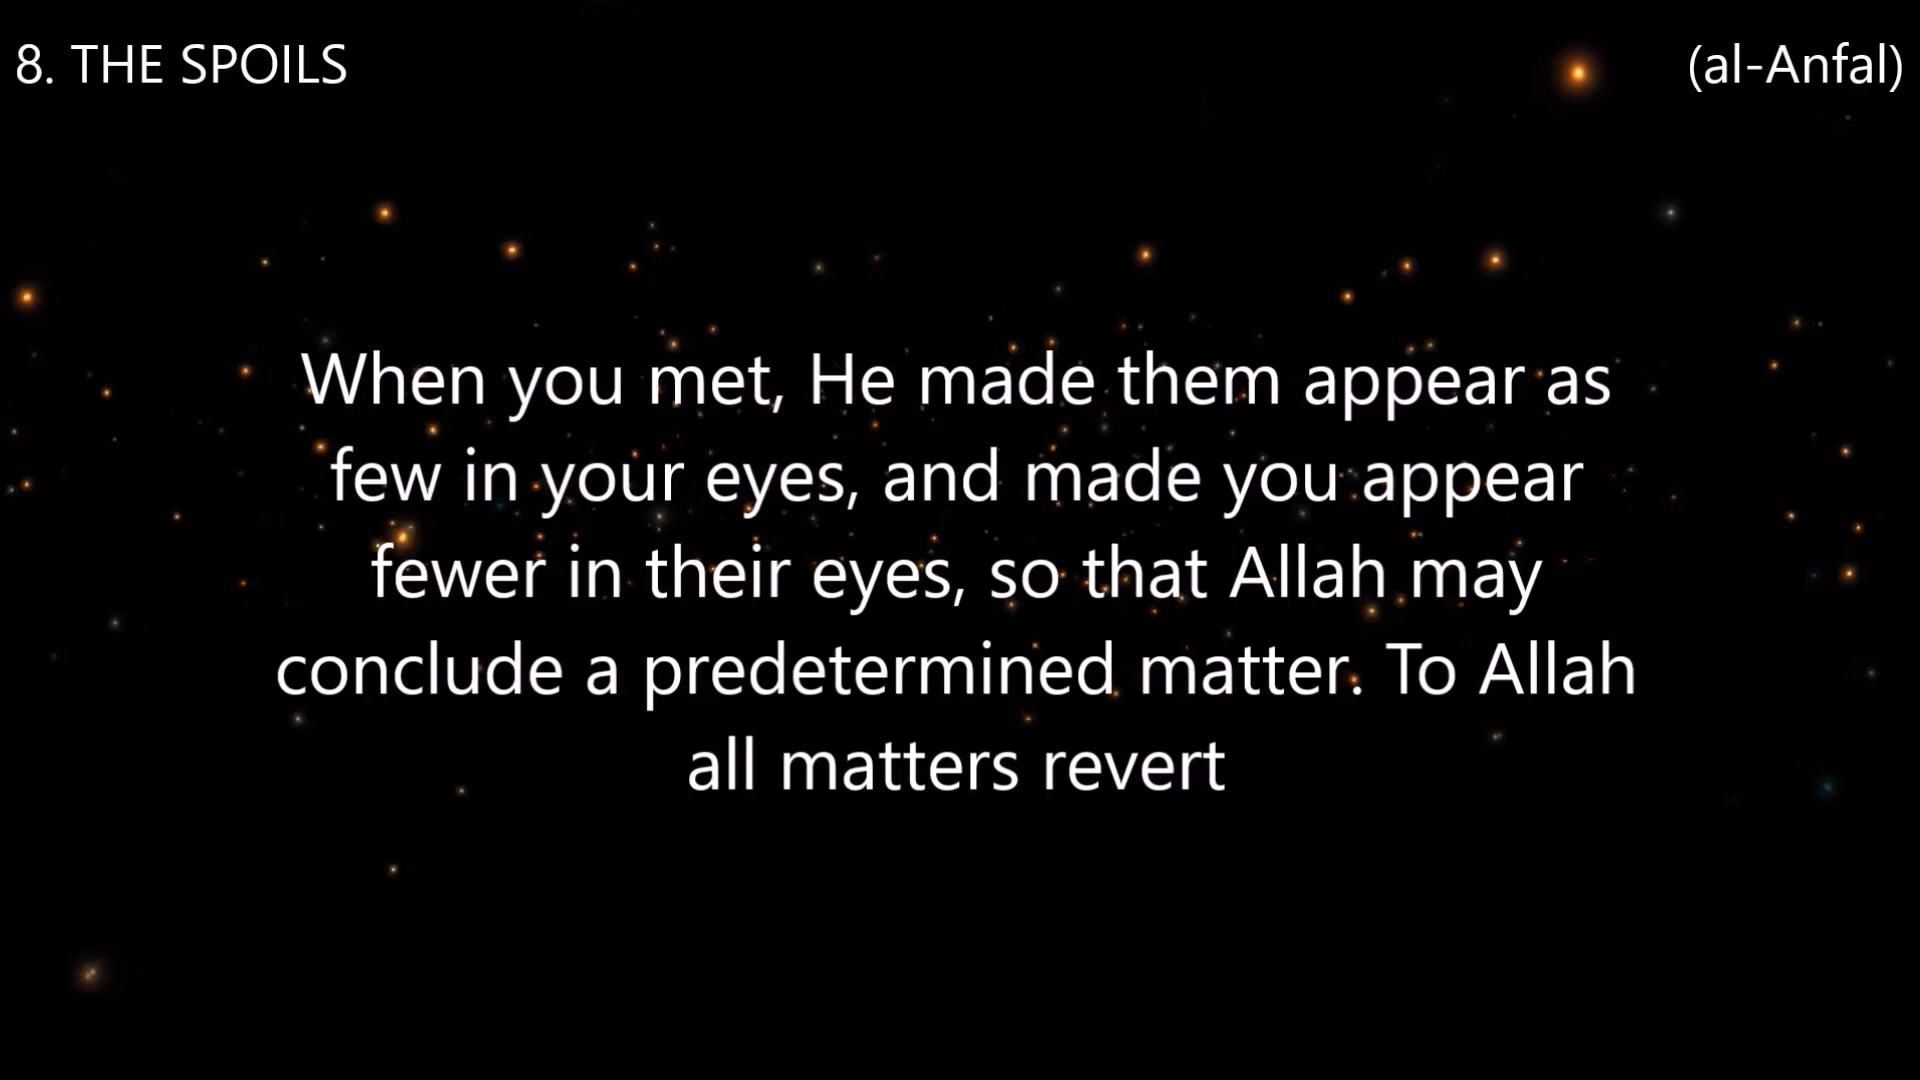 8. THE SPOILS
(al-Anfal)
When you met, He made them appear as
few in your eyes, and made you appear
fewer in their eyes, so that Allah may
conclude a predetermined matter. To Allah
all matters revert